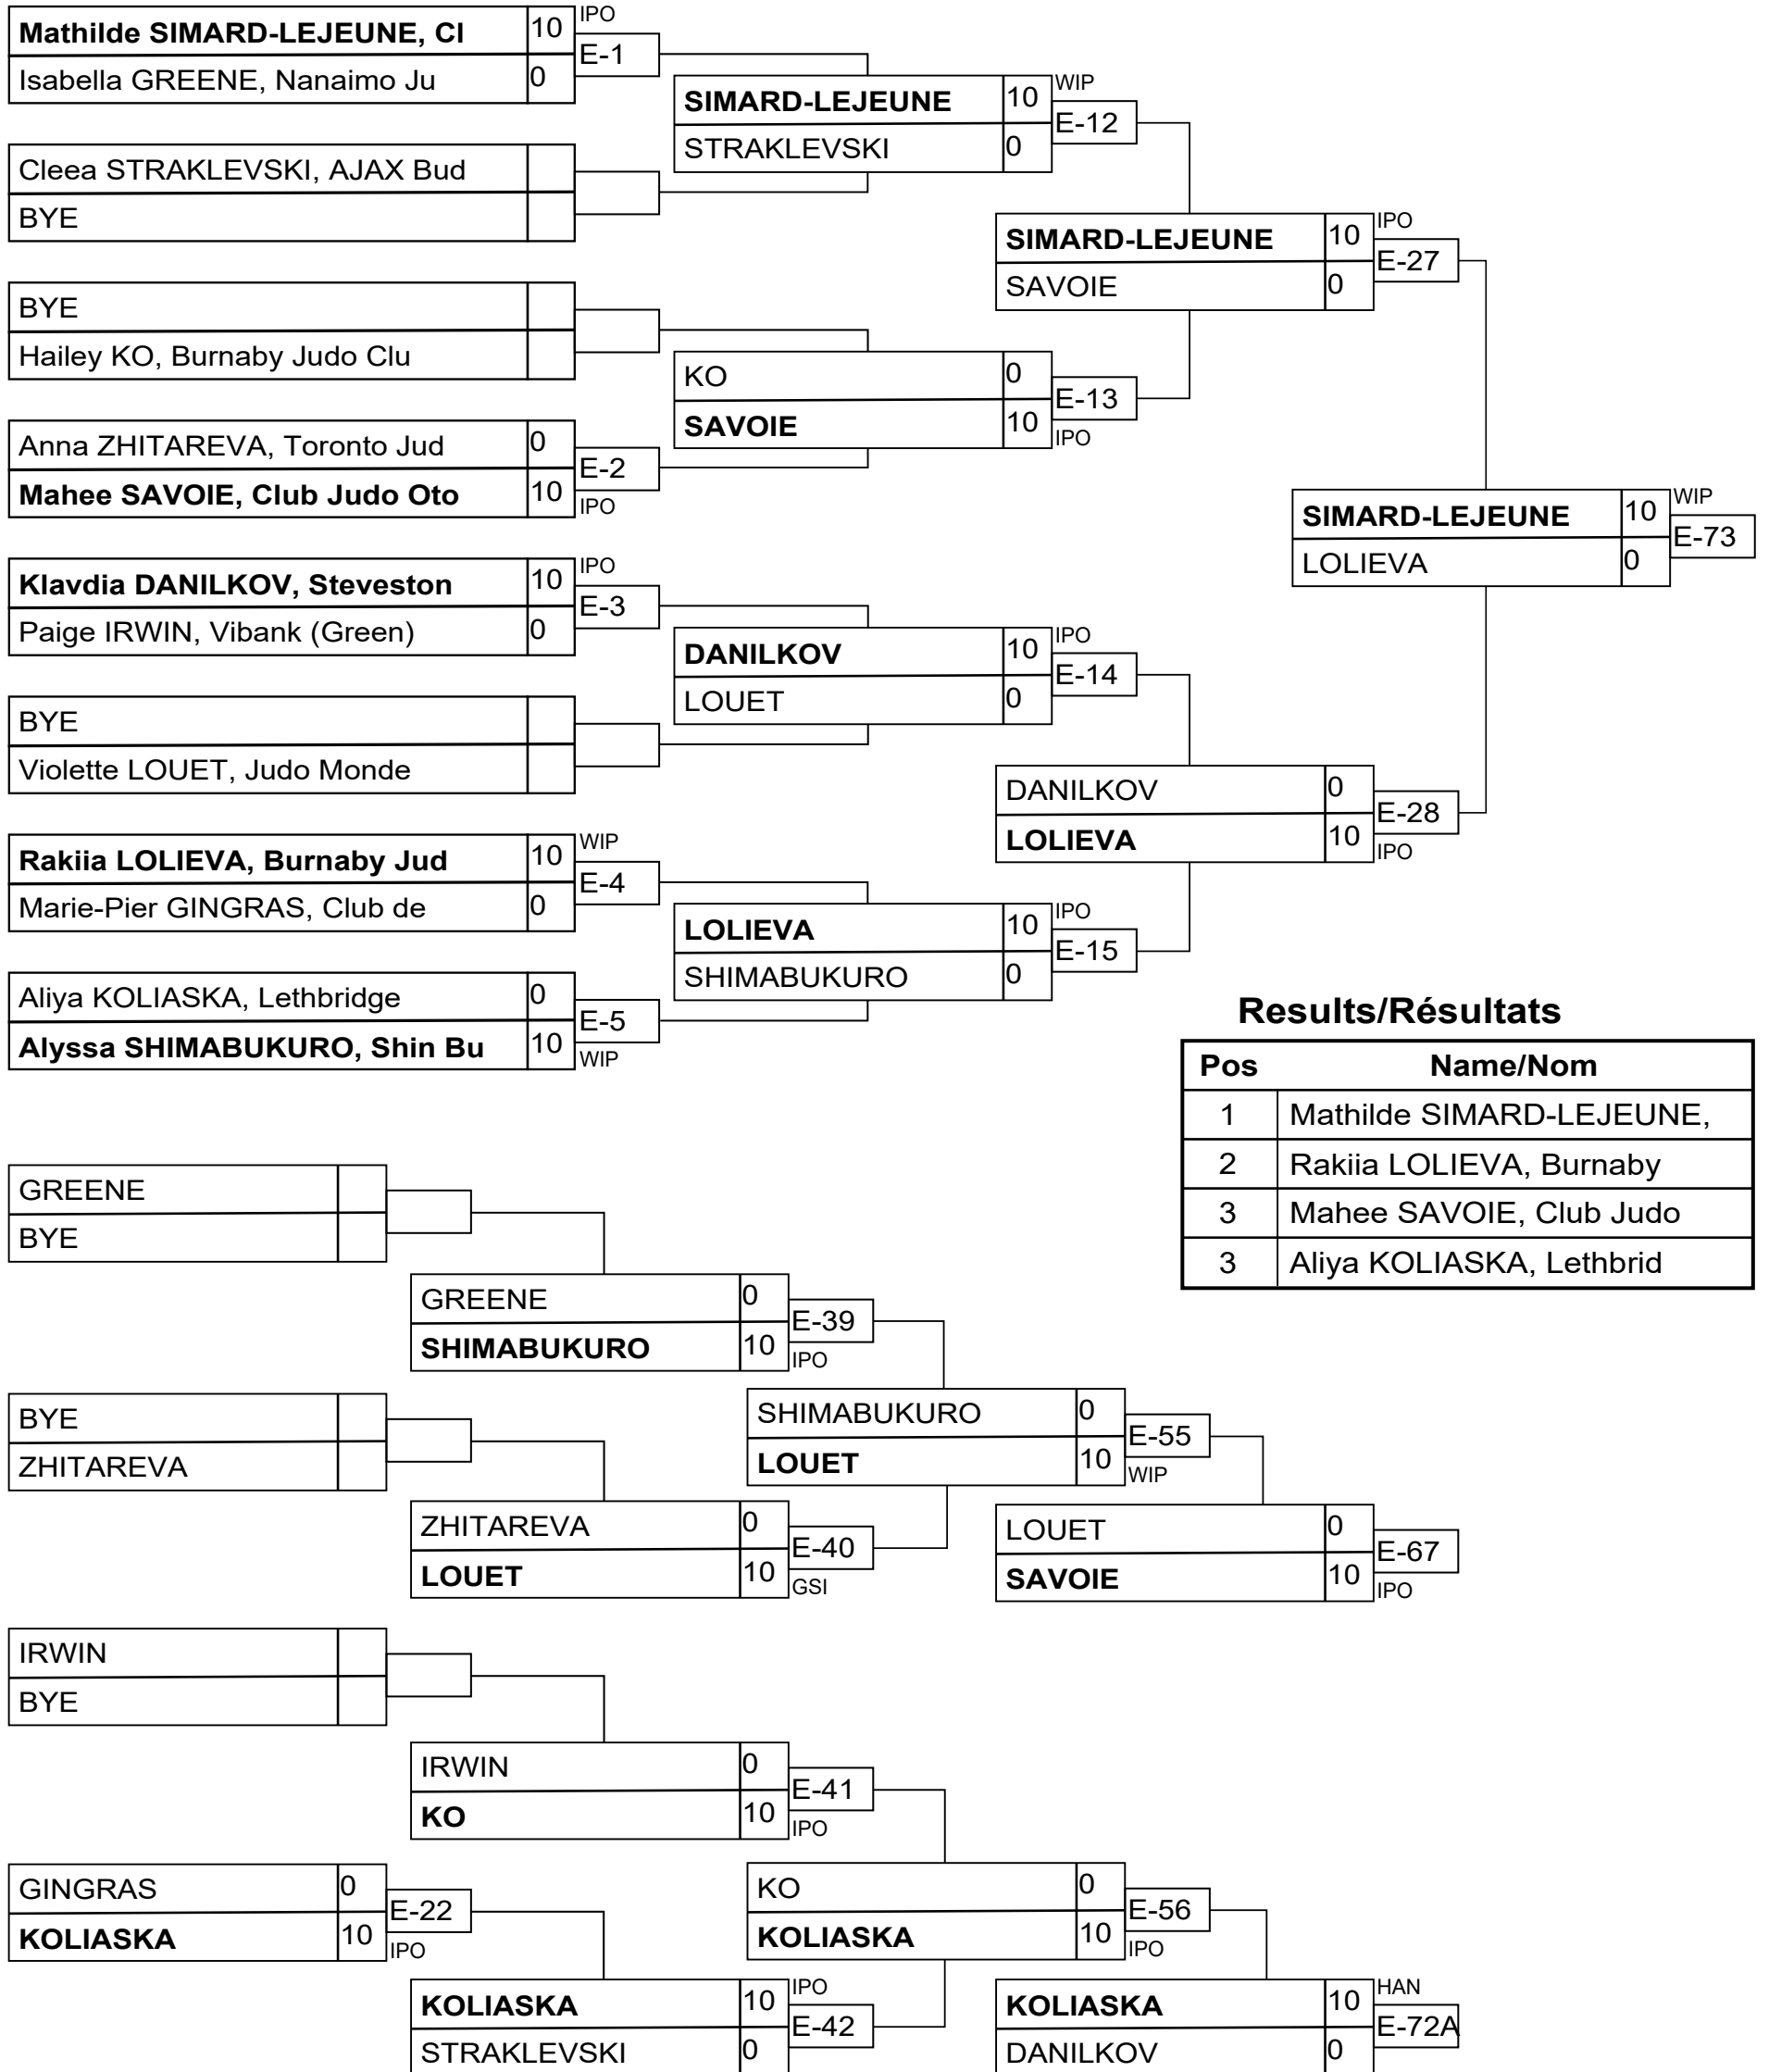 Mathilde SIMARD-LEJEUNE, Cl 10 IPO
E-1
Isabella GREENE, Nanaimo Ju 0
SIMARD-LEJEUNE 10 WIP
E-12
STRAKLEVSKI 0
Cleea STRAKLEVSKI, AJAX Bud
BYE
SIMARD-LEJEUNE 10 IPO
E-27
SAVOIE 0
BYE
Hailey KO, Burnaby Judo Clu
KO 0
E-13
SAVOIE 10 IPO
Anna ZHITAREVA, Toronto Jud 0
E-2
Mahee SAVOIE, Club Judo Oto 10 IPO
SIMARD-LEJEUNE 10 WIP
E-73
LOLIEVA 0
Klavdia DANILKOV, Steveston 10 IPO
E-3
Paige IRWIN, Vibank (Green) 0
DANILKOV 10 IPO
E-14
LOUET 0
BYE
Violette LOUET, Judo Monde
DANILKOV 0
E-28
LOLIEVA 10 IPO
Rakiia LOLIEVA, Burnaby Jud 10 WIP
E-4
Marie-Pier GINGRAS, Club de 0
LOLIEVA 10 IPO
E-15
SHIMABUKURO 0
Aliya KOLIASKA, Lethbridge 0
E-5
Alyssa SHIMABUKURO, Shin Bu 10 WIP
Results/Résultats
Pos Name/Nom
1 Mathilde SIMARD-LEJEUNE,
2 Rakiia LOLIEVA, Burnaby
3 Mahee SAVOIE, Club Judo
3 Aliya KOLIASKA, Lethbrid
GREENE
BYE
GREENE 0
E-39
SHIMABUKURO 10 IPO
BYE
ZHITAREVA
SHIMABUKURO 0
E-55
LOUET 10 WIP
ZHITAREVA 0
E-40
LOUET 10 GSI
LOUET 0
E-67
SAVOIE 10 IPO
IRWIN
BYE
IRWIN 0
E-41
KO 10 IPO
GINGRAS 0
E-22
KOLIASKA 10 IPO
KO 0
E-56
KOLIASKA 10 IPO
KOLIASKA 10 IPO
E-42
STRAKLEVSKI 0
KOLIASKA 10 HAN
E-72A
DANILKOV 0